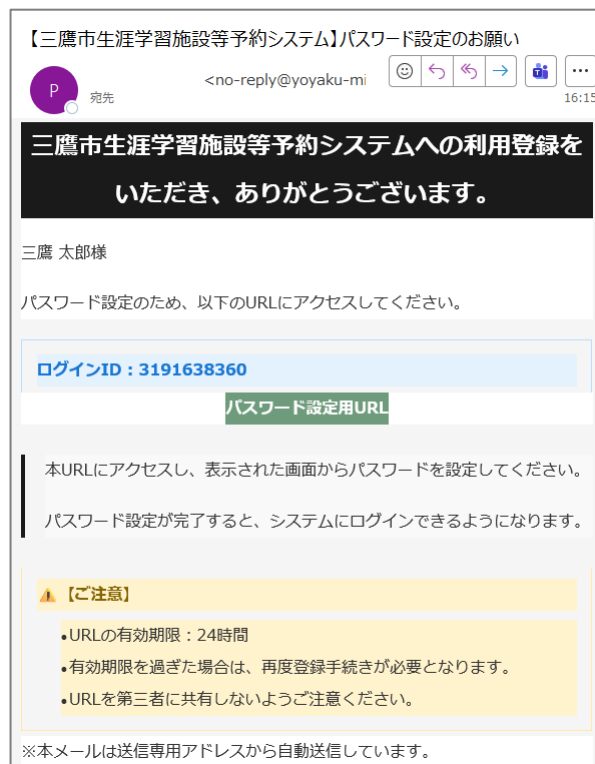 【三鷹市生涯学習施設等予約システム】パスワード設定のお願い
P
<no-reply@yoyaku-mi
宛先
16:15
三鷹市生涯学習施設等予約システムへの利用登録を
いただき、ありがとうございます。
三鷹 太郎様
パスワード設定のため、以下のURLにアクセスしてください。
ログインID：3191638360
パスワード設定用URL
本URLにアクセスし、表示された画面からパスワードを設定してください。
パスワード設定が完了すると、システムにログインできるようになります。
⚠【ご注意】
•URLの有効期限：24時間
•有効期限を過ぎた場合は、再度登録手続きが必要となります。
•URLを第三者に共有しないようご注意ください。
※本メールは送信専用アドレスから自動送信しています。